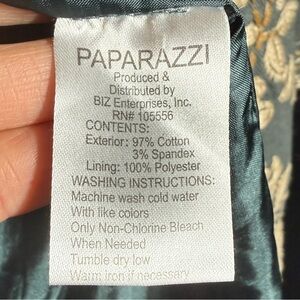 PAPARAZZI
Produced &
Distributed by
BIZ Enterprises, Inc.
RN# 105556
CONTENTS:
Exterior: 97% Cotton
3% Spandex
Lining: 100% Polyester
WASHING INSTRUCTIONS:
Machine wash cold water
With like colors
Only Non-Chlorine Bleach
When Needed
Tumble dry low
Warm iron if necessary